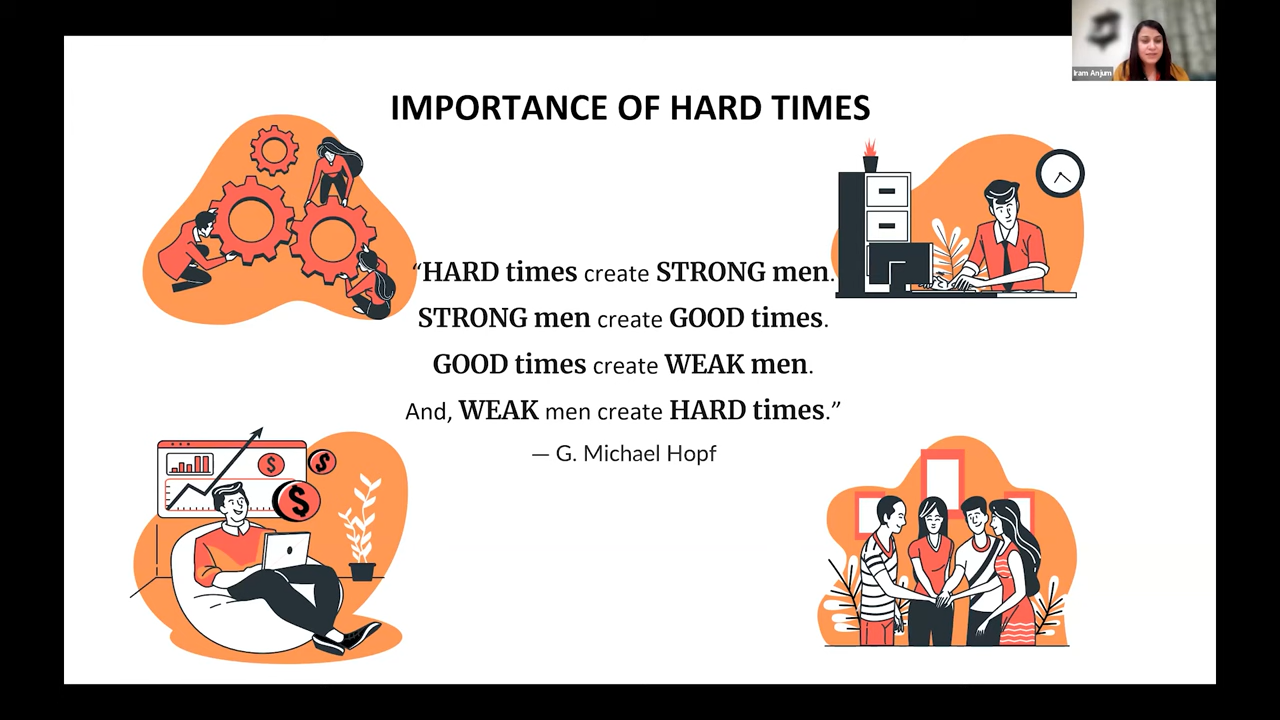 Iram Anjum
IMPORTANCE OF HARD TIMES
“HARD times create STRONG men.
STRONG men create GOOD times.
GOOD times create WEAK men.
And, WEAK men create HARD times.”
— G. Michael Hopf
$
$
$